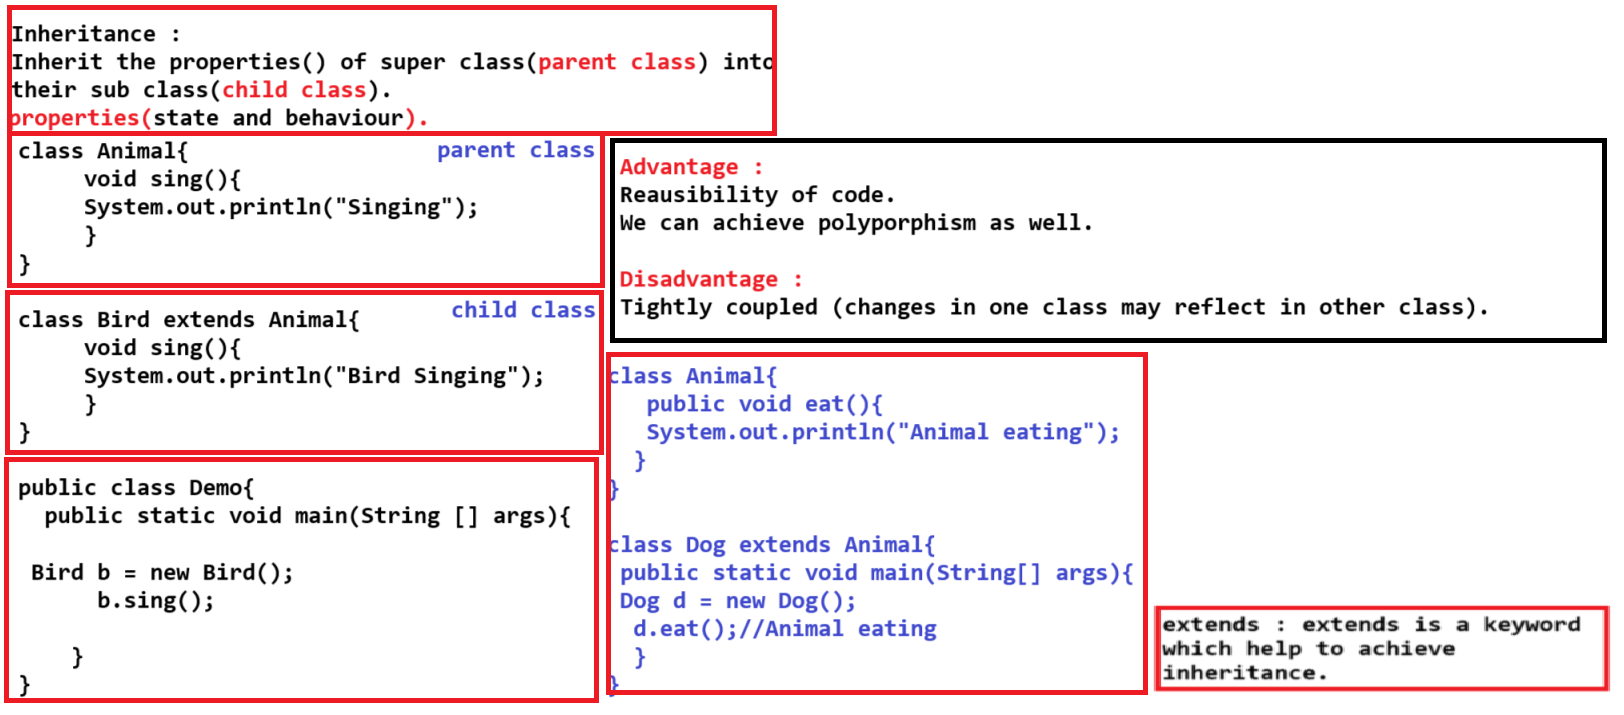 Inheritance :
Inherit the properties() of super class(parent class) into
their sub class(child class).
properties(state and behaviour).
class Animal{ parent class
void sing(){
System.out.println("Singing");
}
}
class Bird extends Animal{ child class
void sing(){
System.out.println("Bird Singing");
}
}
public class Demo{
public static void main(String [] args){
Bird b = new Bird();
b.sing();
}
}
Advantage :
Reausibility of code.
We can achieve polyporphism as well.
Disadvantage :
Tightly coupled (changes in one class may reflect in other class).
class Animal{
public void eat(){
System.out.println("Animal eating");
}
}
class Dog extends Animal{
public static void main(String[] args){
Dog d = new Dog();
d.eat();//Animal eating
}
}
extends : extends is a keyword
which help to achieve
inheritance.